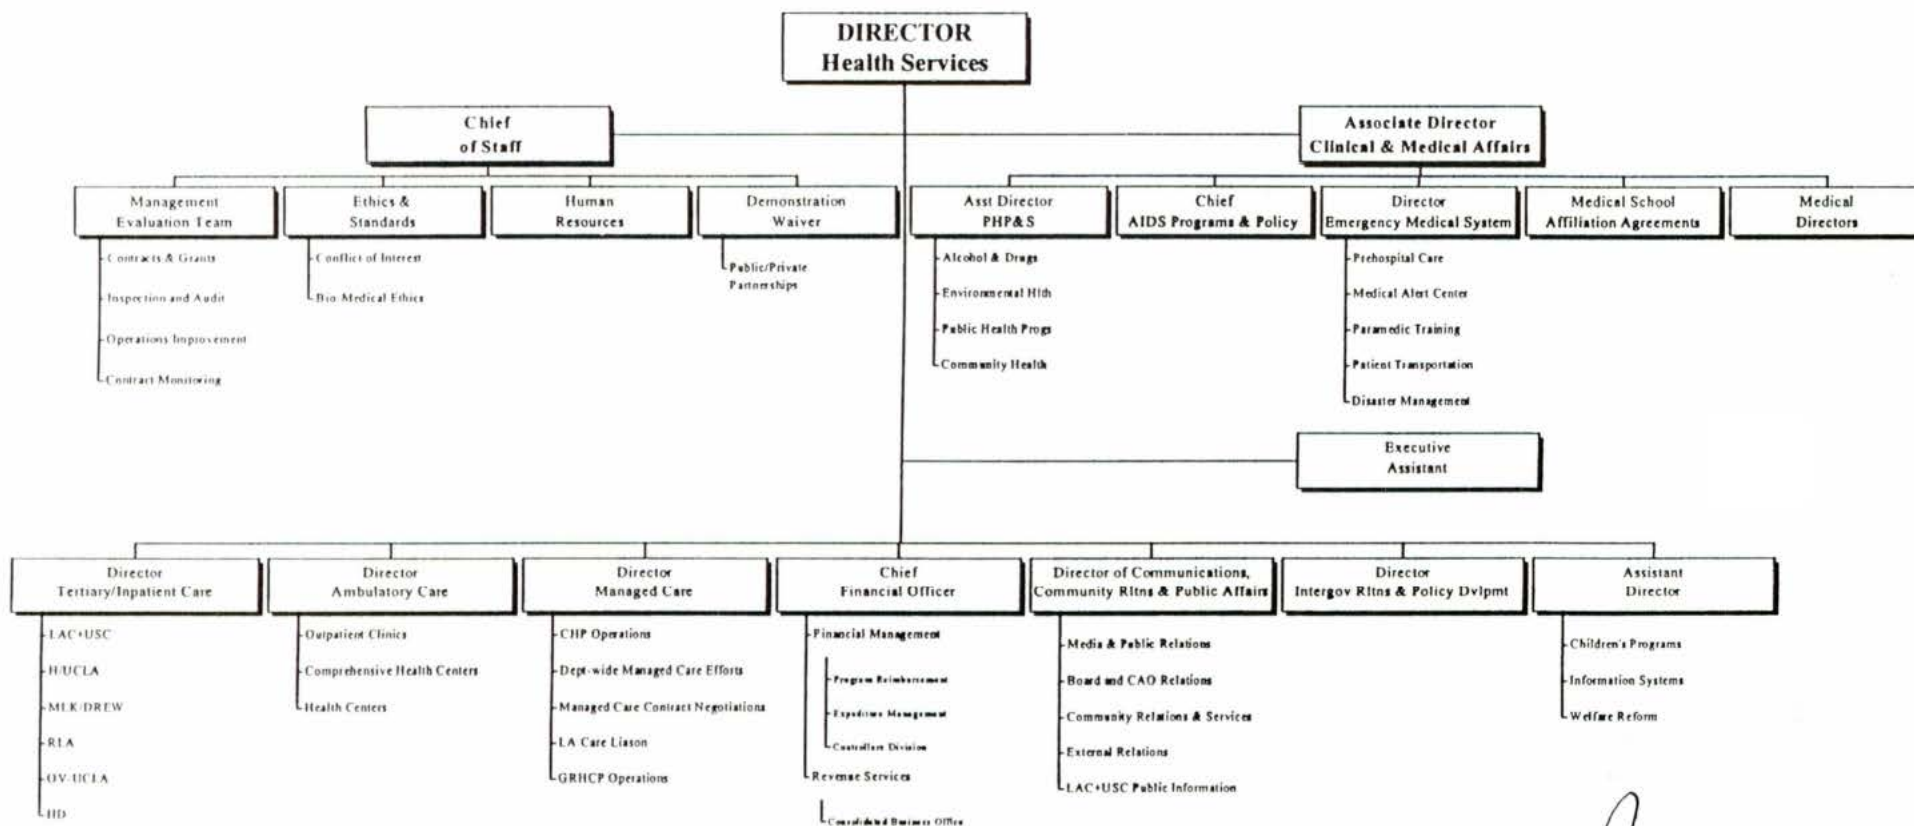 DIRECTOR
Health Services
Chief
of Staff
Associate Director
Clinical & Medical Affairs
Management
Evaluation Team
Contracts & Grants
Inspection and Audit
Operations Improvement
Contract Monitoring
Ethics &
Standards
Conflict of Interest
Bio Medical Ethics
Human
Resources
Demonstration
Waiver
Public/Private
Partnerships
Asst Director
PHP&S
Alcohol & Drugs
Environmental Hlth
Public Health Progs
Community Health
Chief
AIDS Programs & Policy
Director
Emergency Medical System
Prehospital Care
Medical Alert Center
Paramedic Training
Patient Transportation
Disaster Management
Medical School
Affiliation Agreements
Medical
Directors
Executive
Assistant
Director
Tertiary/Inpatient Care
LAC+USC
H/UCLA
MLK/DREW
RLA
OV-UCLA
HD
Director
Ambulatory Care
Outpatient Clinics
Comprehensive Health Centers
Health Centers
Director
Managed Care
CHP Operations
Dept-wide Managed Care Efforts
Managed Care Contract Negotiations
LA Care Liason
GRHCP Operations
Chief
Financial Officer
Financial Management
Program Reimbursement
Expediture Management
Controllers Division
Revenue Services
Consolidated Business Office
Director of Communications,
Community Rltns & Public Affairs
Media & Public Relations
Board and CAO Relations
Community Relations & Services
External Relations
LAC+USC Public Information
Director
Intergov Rltns & Policy Dvlpmt
Assistant
Director
Children's Programs
Information Systems
Welfare Reform